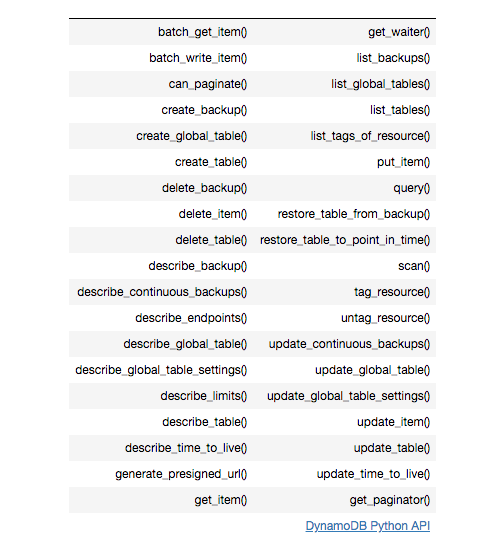 batch_get_item() get_waiter()
batch_write_item() list_backups()
can_paginate() list_global_tables()
create_backup() list_tables()
create_global_table() list_tags_of_resource()
create_table() put_item()
delete_backup() query()
delete_item() restore_table_from_backup()
delete_table() restore_table_to_point_in_time()
describe_backup() scan()
describe_continuous_backups() tag_resource()
describe_endpoints() untag_resource()
describe_global_table() update_continuous_backups()
describe_global_table_settings() update_global_table()
describe_limits() update_global_table_settings()
describe_table() update_item()
describe_time_to_live() update_table()
generate_presigned_url() update_time_to_live()
get_item() get_paginator()
DynamoDB Python API